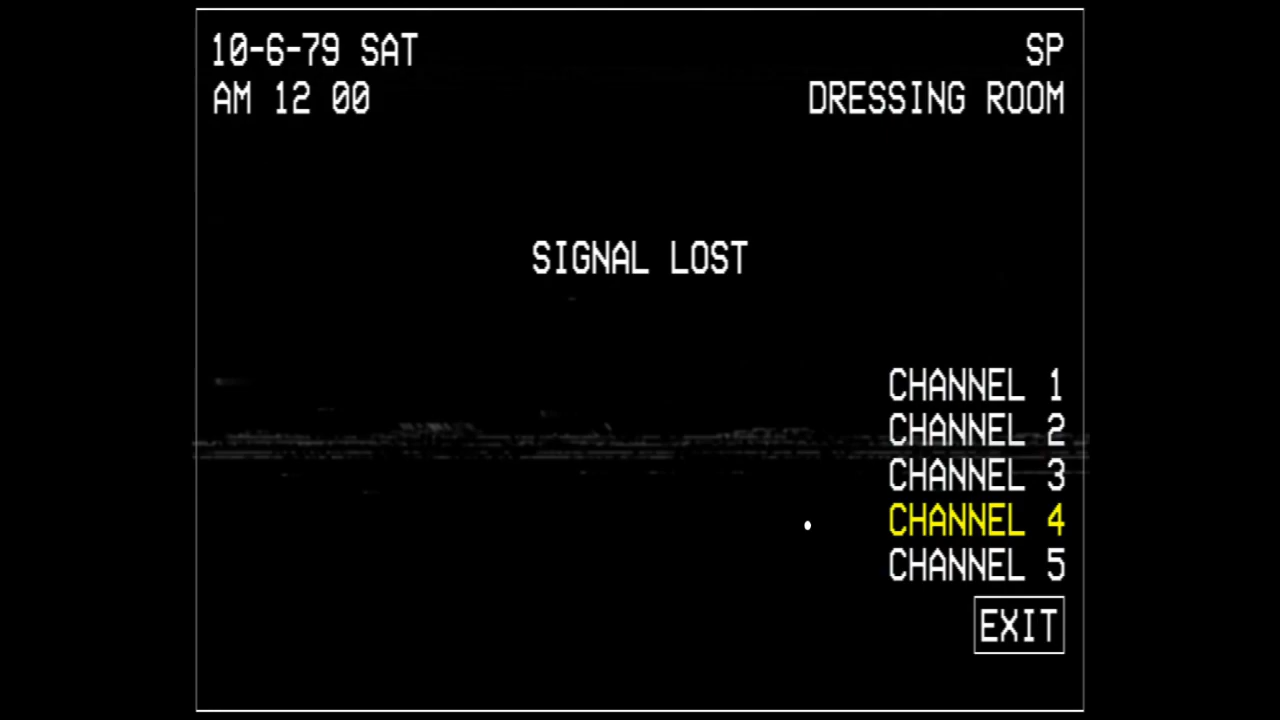 10-6-79 SAT
SP
AM 12 00
DRESSING ROOM
SIGNAL LOST
CHANNEL 1
CHANNEL 2
CHANNEL 3
CHANNEL 4
CHANNEL 5
EXIT